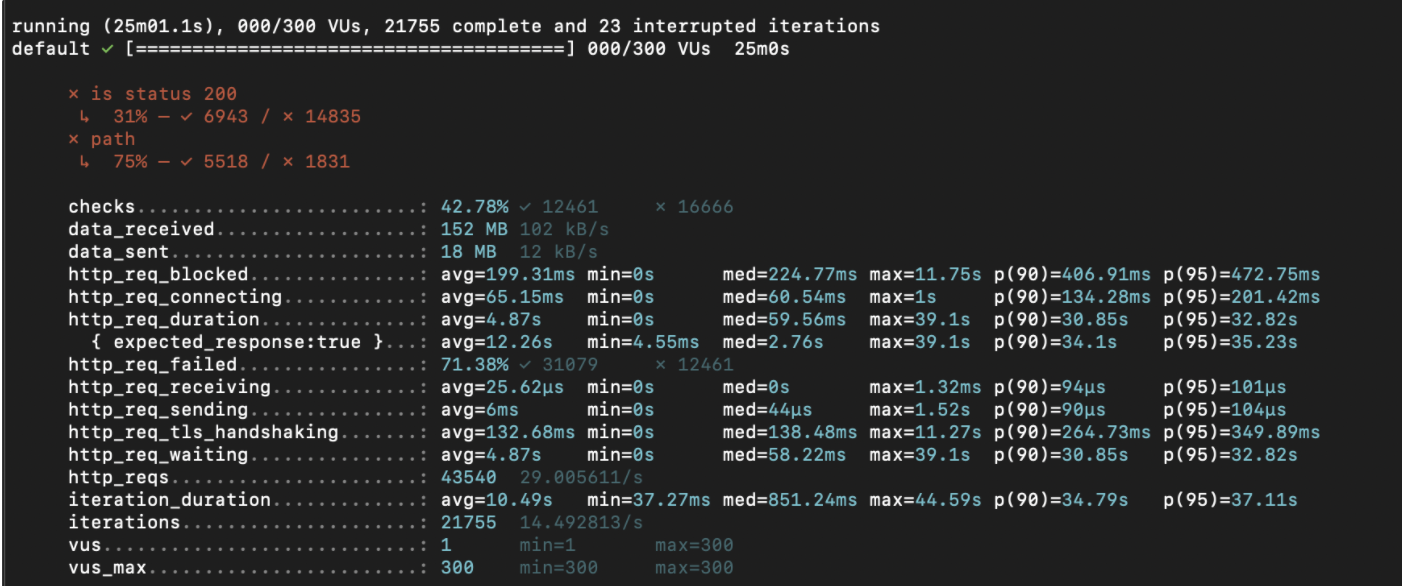 running (25m01.1s), 000/300 VUs, 21755 complete and 23 interrupted iterations
default ✓ [======================================] 000/300 VUs  25m0s
✗ is status 200
↳  31% — ✓ 6943 / ✗ 14835
✗ path
↳  75% — ✓ 5518 / ✗ 1831
checks.........................: 42.78% ✓ 12461     ✗ 16666
data_received..................: 152 MB 102 kB/s
data_sent......................: 18 MB  12 kB/s
http_req_blocked...............: avg=199.31ms min=0s      med=224.77ms max=11.75s p(90)=406.91ms p(95)=472.75ms
http_req_connecting............: avg=65.15ms  min=0s      med=60.54ms  max=1s     p(90)=134.28ms p(95)=201.42ms
http_req_duration..............: avg=4.87s    min=0s      med=59.56ms  max=39.1s  p(90)=30.85s   p(95)=32.82s
{ expected_response:true }...: avg=12.26s   min=4.55ms  med=2.76s    max=39.1s  p(90)=34.1s    p(95)=35.23s
http_req_failed................: 71.38% ✓ 31079     ✗ 12461
http_req_receiving.............: avg=25.62µs  min=0s      med=0s       max=1.32ms p(90)=94µs     p(95)=101µs
http_req_sending...............: avg=6ms      min=0s      med=44µs     max=1.52s  p(90)=90µs     p(95)=104µs
http_req_tls_handshaking.......: avg=132.68ms min=0s      med=138.48ms max=11.27s p(90)=264.73ms p(95)=349.89ms
http_req_waiting...............: avg=4.87s    min=0s      med=58.22ms  max=39.1s  p(90)=30.85s   p(95)=32.82s
http_reqs......................: 43540  29.005611/s
iteration_duration.............: avg=10.49s   min=37.27ms med=851.24ms max=44.59s p(90)=34.79s   p(95)=37.11s
iterations.....................: 21755  14.492813/s
vus............................: 1      min=1       max=300
vus_max........................: 300    min=300     max=300